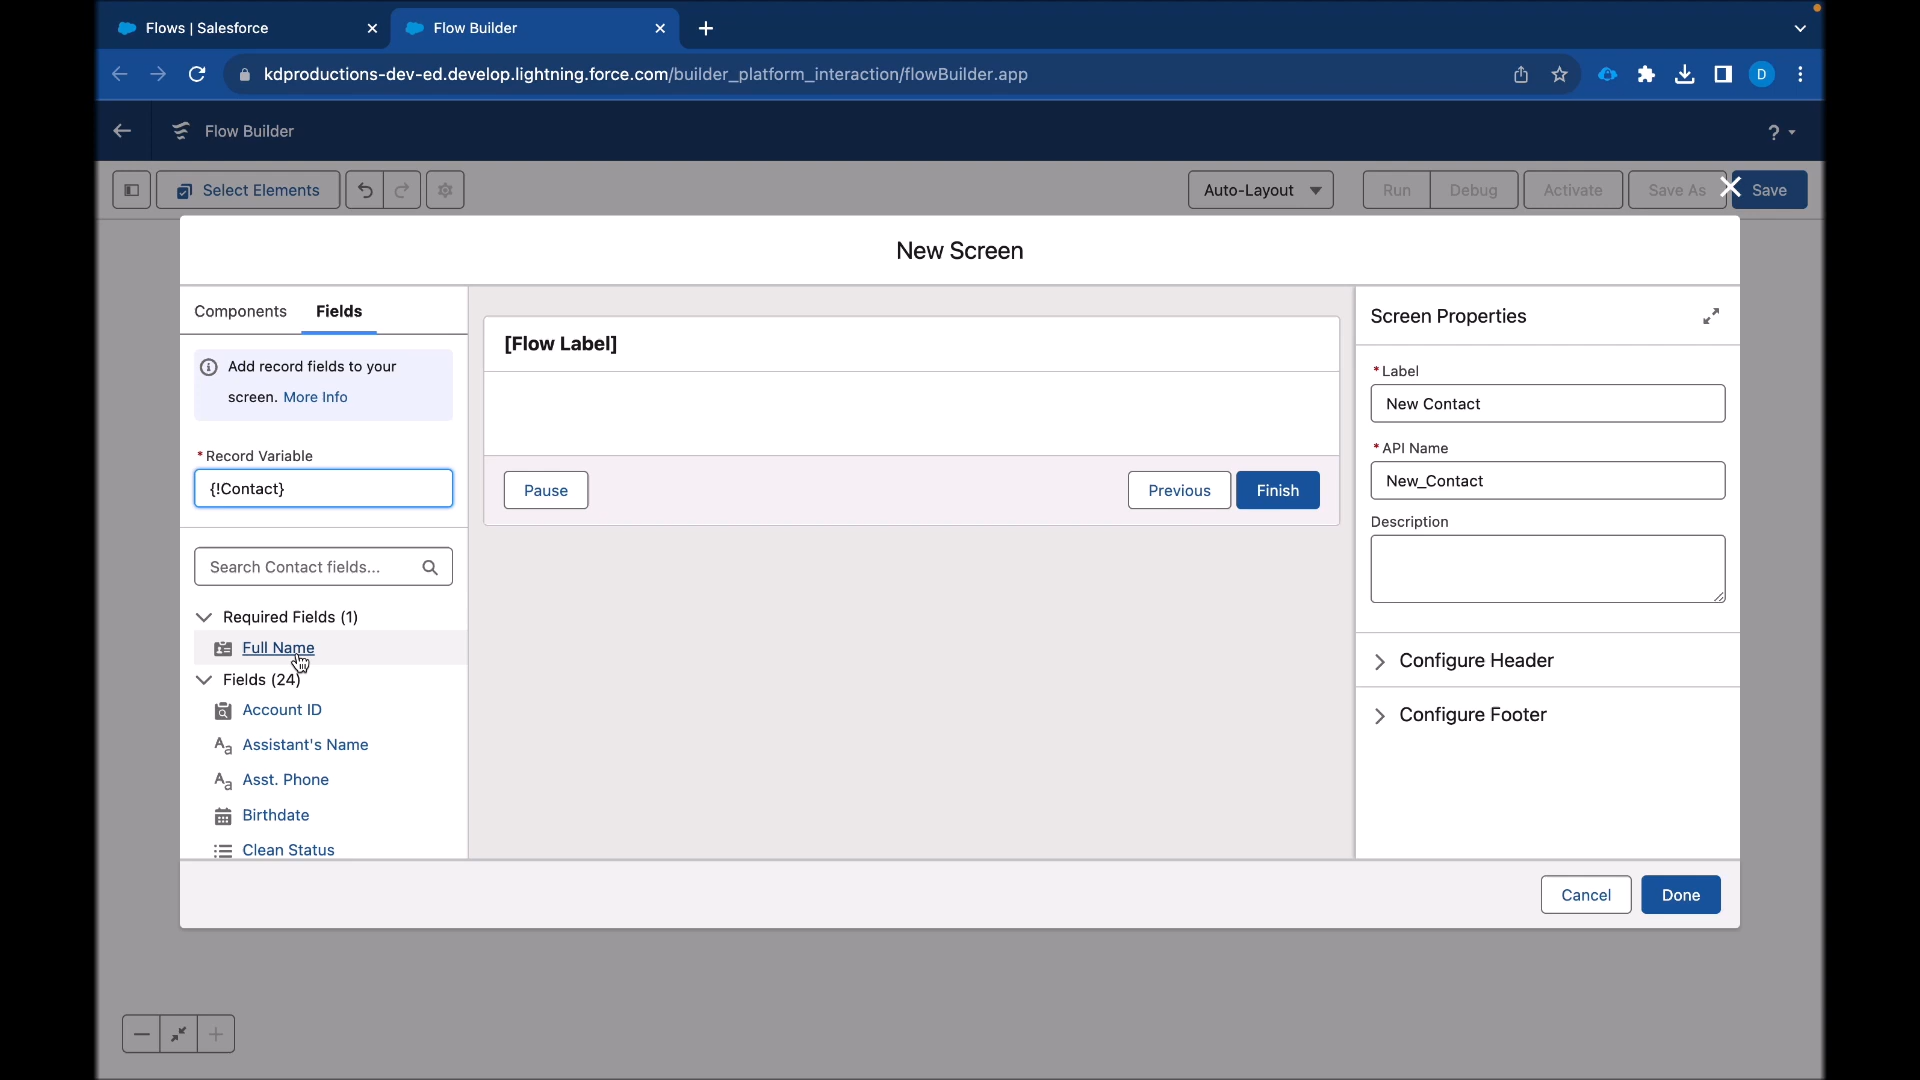 Flows | Salesforce
Flow Builder
kdproductions-dev-ed.develop.lightning.force.com/builder_platform_interaction/flowBuilder.app
D
Flow Builder
?
Select Elements
Auto-Layout
Run
Debug
Activate
Save As
Save
New Screen
Components
Fields
Add record fields to your
screen. More Info
* Record Variable
{!Contact}
Search Contact fields...
Required Fields (1)
Full Name
Fields (24)
Account ID
Assistant's Name
Asst. Phone
Birthdate
Clean Status
[Flow Label]
Pause
Previous
Finish
Screen Properties
* Label
New Contact
* API Name
New_Contact
Description
Configure Header
Configure Footer
Cancel
Done